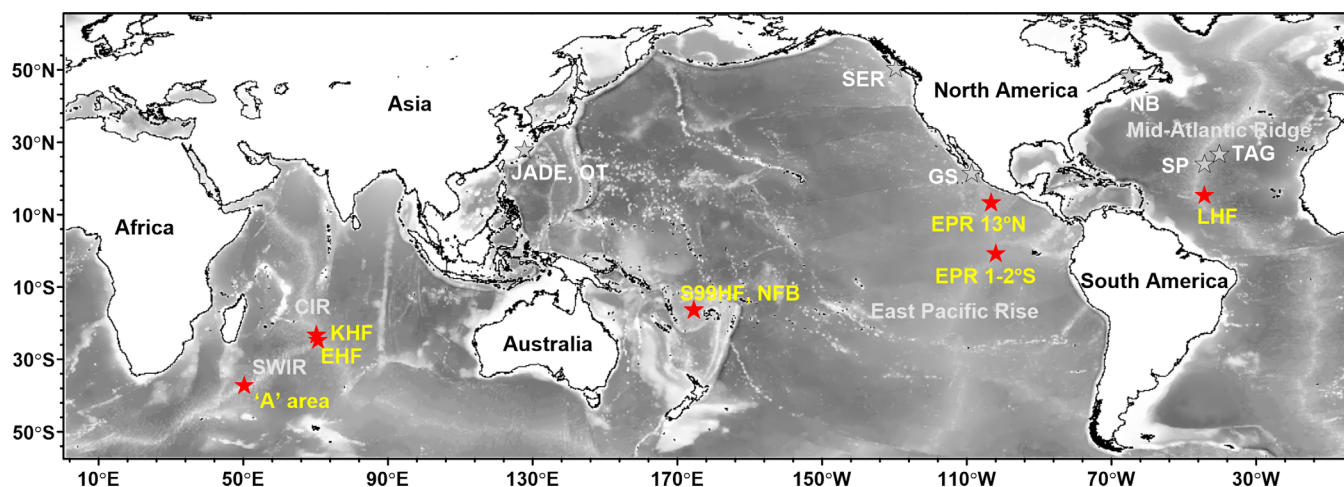 50°N
30°N
10°N
10°S
30°S
50°S
Asia
Africa
Australia
North America
South America
SER
NB
Mid-Atlantic Ridge
TAG
SP
LHF
GS
JADE, OT
EPR 13°N
EPR 1-2°S
S99HF, NFB
East Pacific Rise
CIR
KHF
EHF
SWIR
'A' area
10°E
50°E
90°E
130°E
170°E
150°W
110°W
70°W
30°W